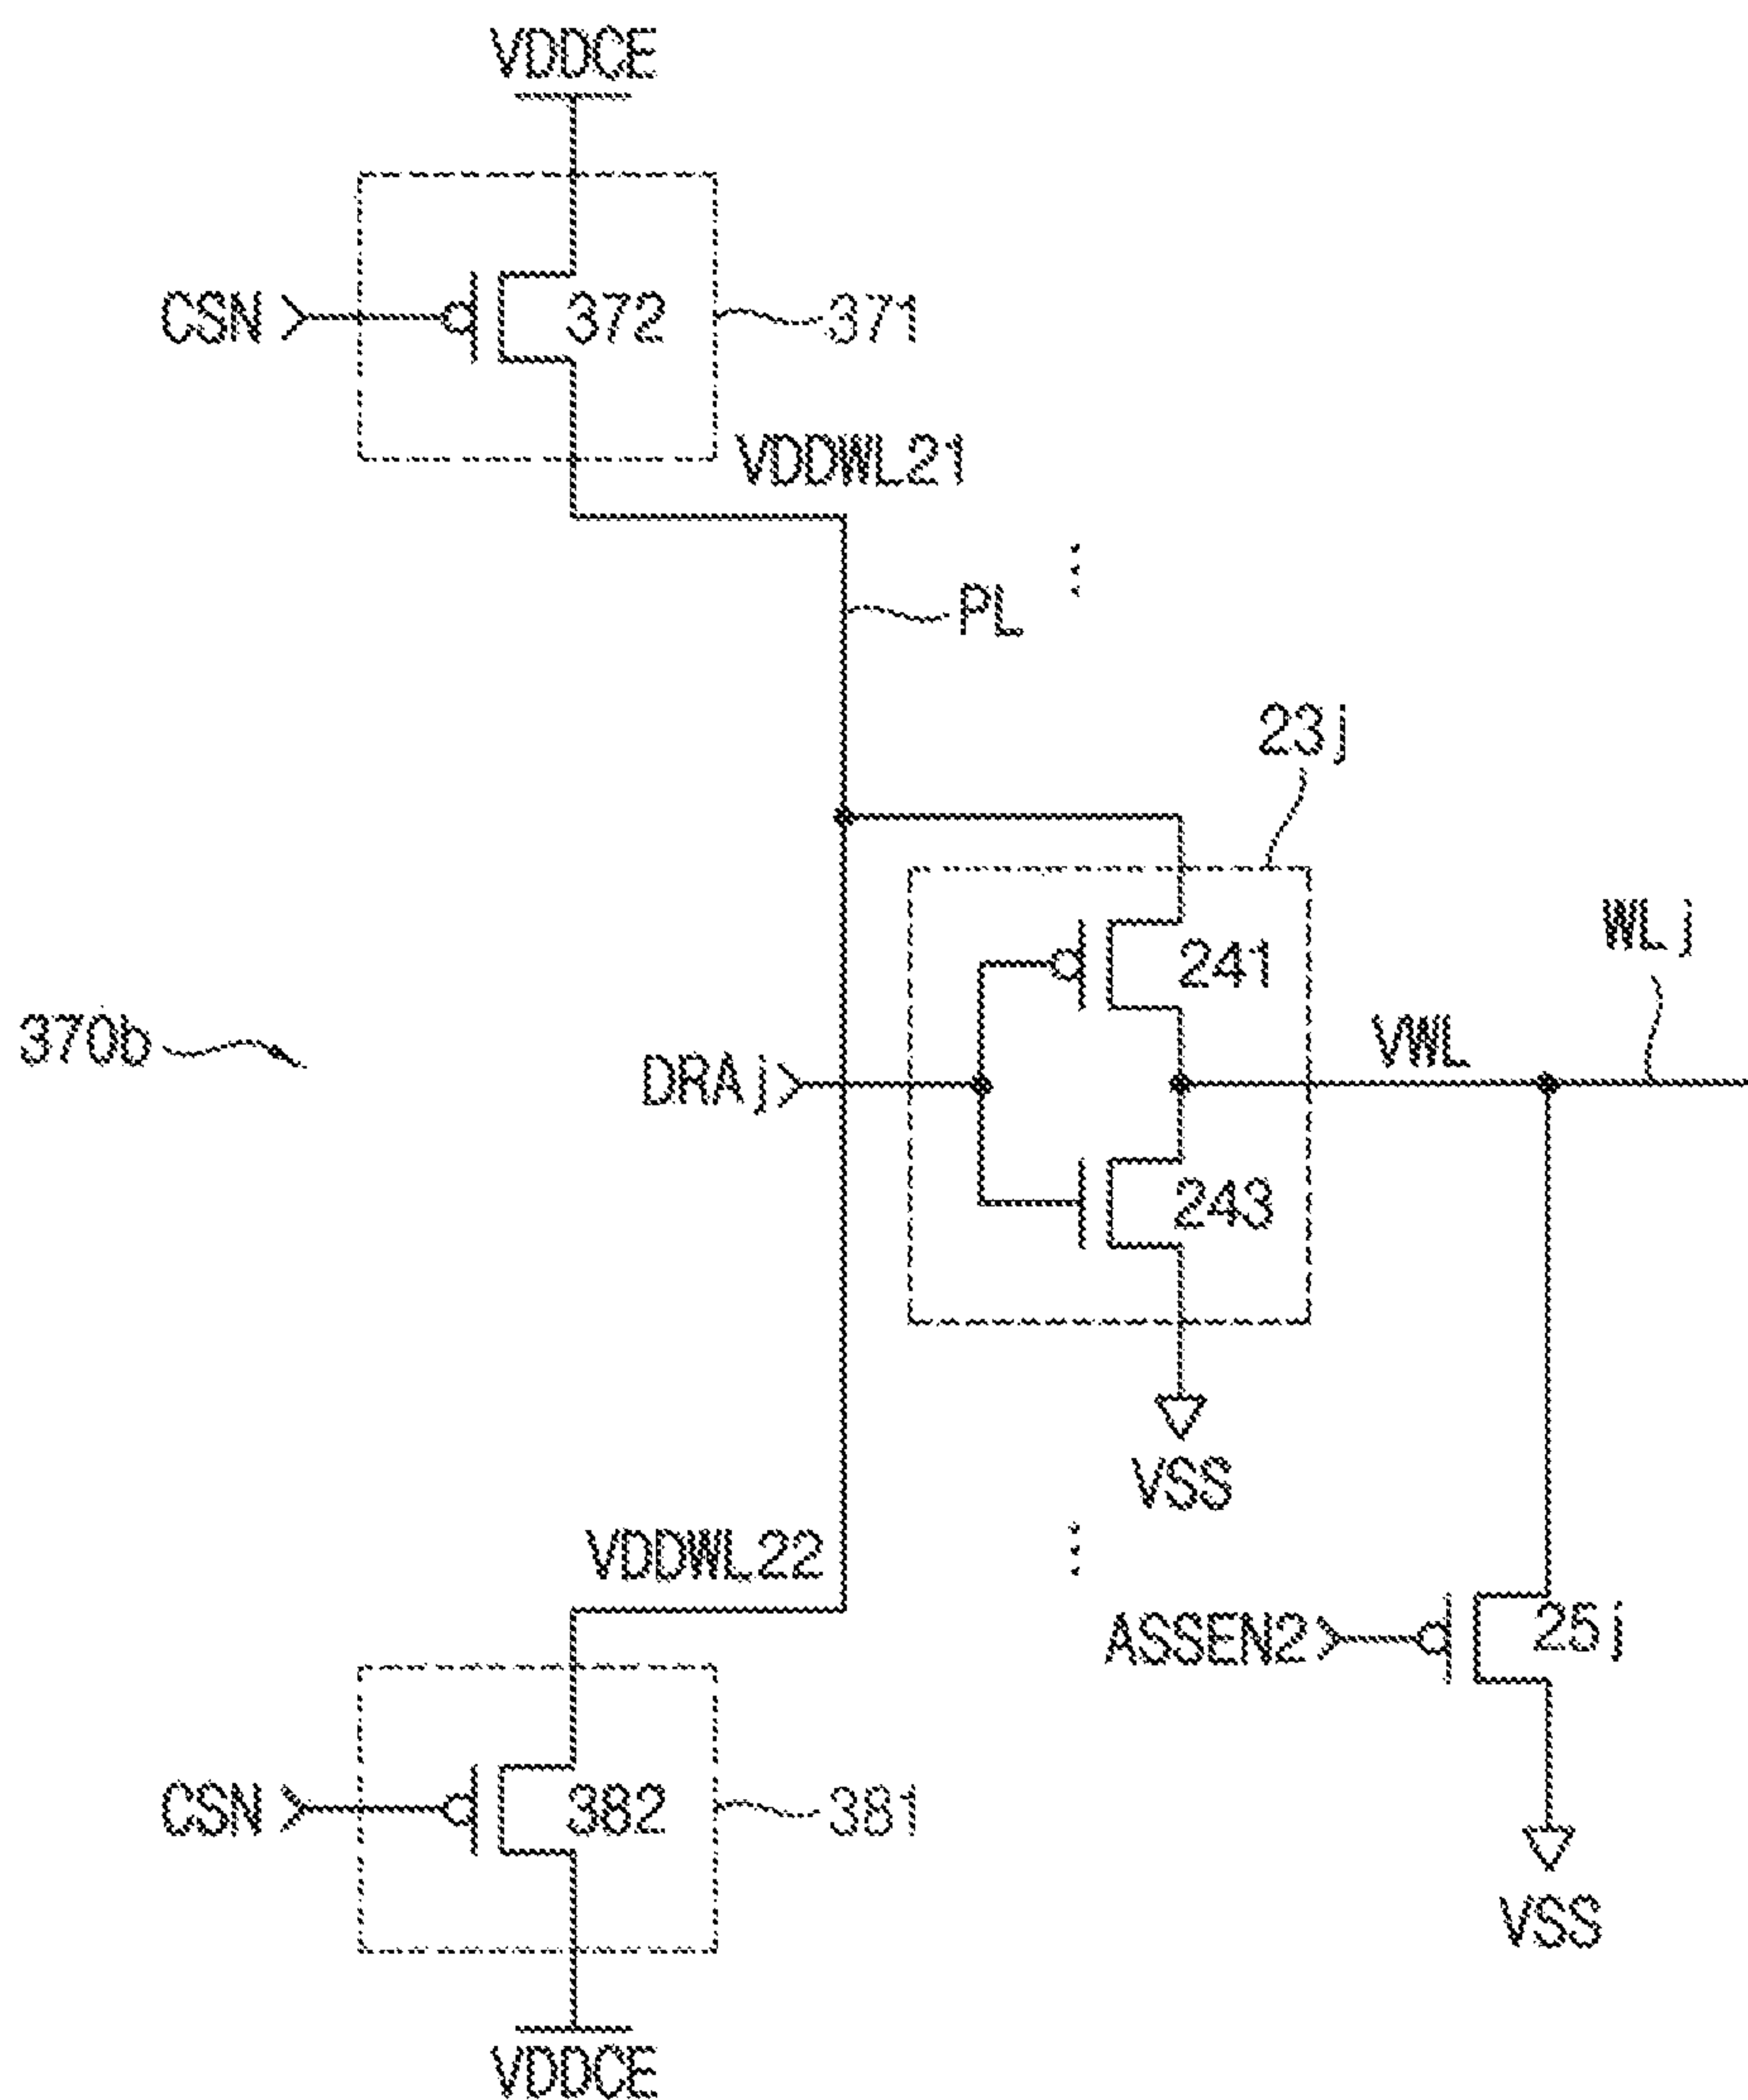 VDDCE
CSN
372
371
VDDWL21
PL
23j
241
WLj
VWL
370b
DRAj
243
VSS
VDDWL22
ASSEN2
25j
CSN
382
381
VSS
VDDCE